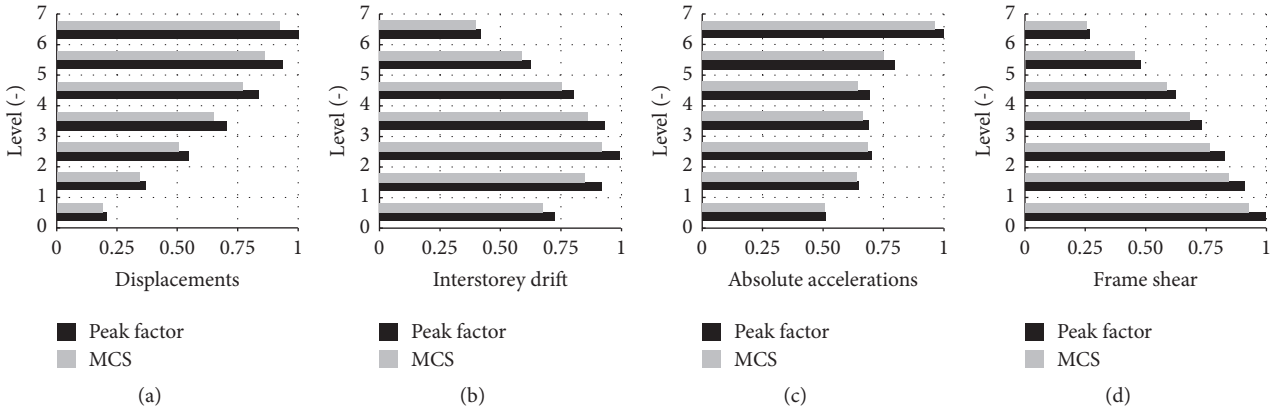 Level (-)
7
6
5
4
3
2
1
0
0 0.25 0.50 0.75 1
Displacements
Peak factor
MCS
(a)
Level (-)
7
6
5
4
3
2
1
0
0 0.25 0.50 0.75 1
Interstorey drift
Peak factor
MCS
(b)
Level (-)
7
6
5
4
3
2
1
0
0 0.25 0.50 0.75 1
Absolute accelerations
Peak factor
MCS
(c)
Level (-)
7
6
5
4
3
2
1
0
0 0.25 0.50 0.75 1
Frame shear
Peak factor
MCS
(d)